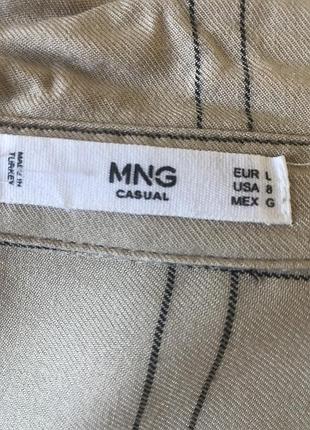 MADE IN
TURKEY
MNG
CASUAL
EUR L
USA 8
MEX G